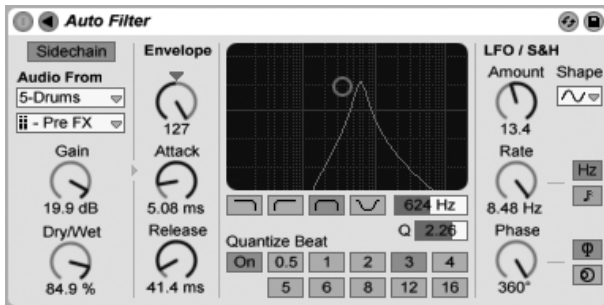 Auto Filter
Sidechain
Audio From
5-Drums
- Pre FX
Gain
19.9 dB
Dry/Wet
84.9 %
Envelope
127
Attack
5.08 ms
Release
41.4 ms
624 Hz
Q 2.26
Quantize Beat
On 0.5 1 2 3 4
5 6 8 12 16
LFO / S&H
Amount
13.4
Shape
Rate
8.48 Hz
Hz
Phase
360°